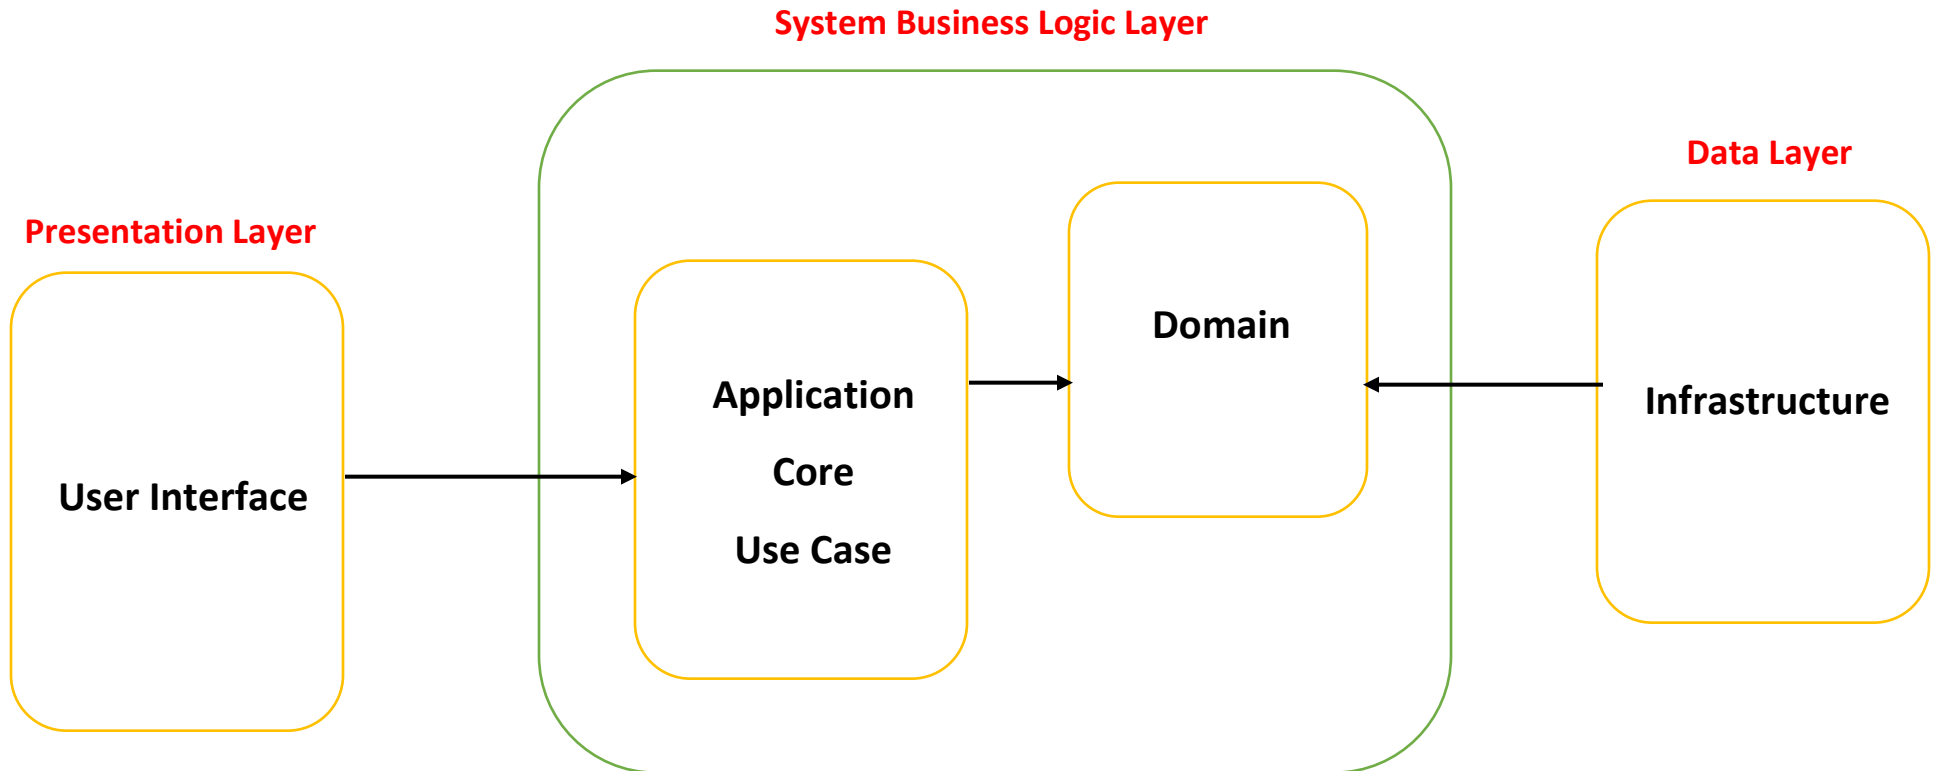 System Business Logic Layer
Data Layer
Presentation Layer
Domain
Application
Core
Use Case
Infrastructure
User Interface